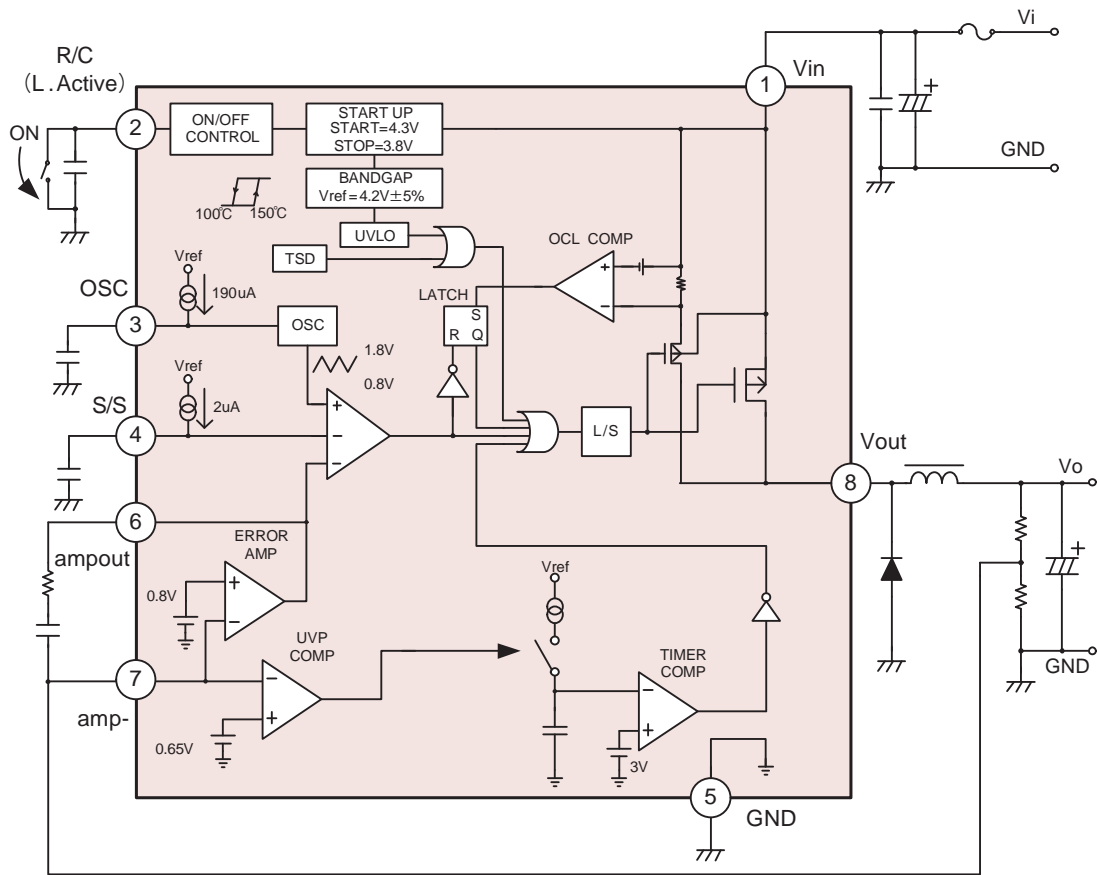 Vi
R/C
(L.Active)
1
Vin
2
ON/OFF
CONTROL
START UP
START=4.3V
STOP=3.8V
ON
GND
BANDGAP
Vref=4.2V±5%
100℃
150℃
UVLO
TSD
OCL COMP
Vref
OSC
190uA
LATCH
S
R Q
3
OSC
1.8V
Vref
0.8V
S/S
2uA
4
L/S
Vout
Vo
8
6
ampout
ERROR
AMP
Vref
0.8V
UVP
COMP
TIMER
COMP
7
GND
amp-
0.65V
3V
5
GND
+
+
+
−
+
−
−
+
−
−
+
−
+
+